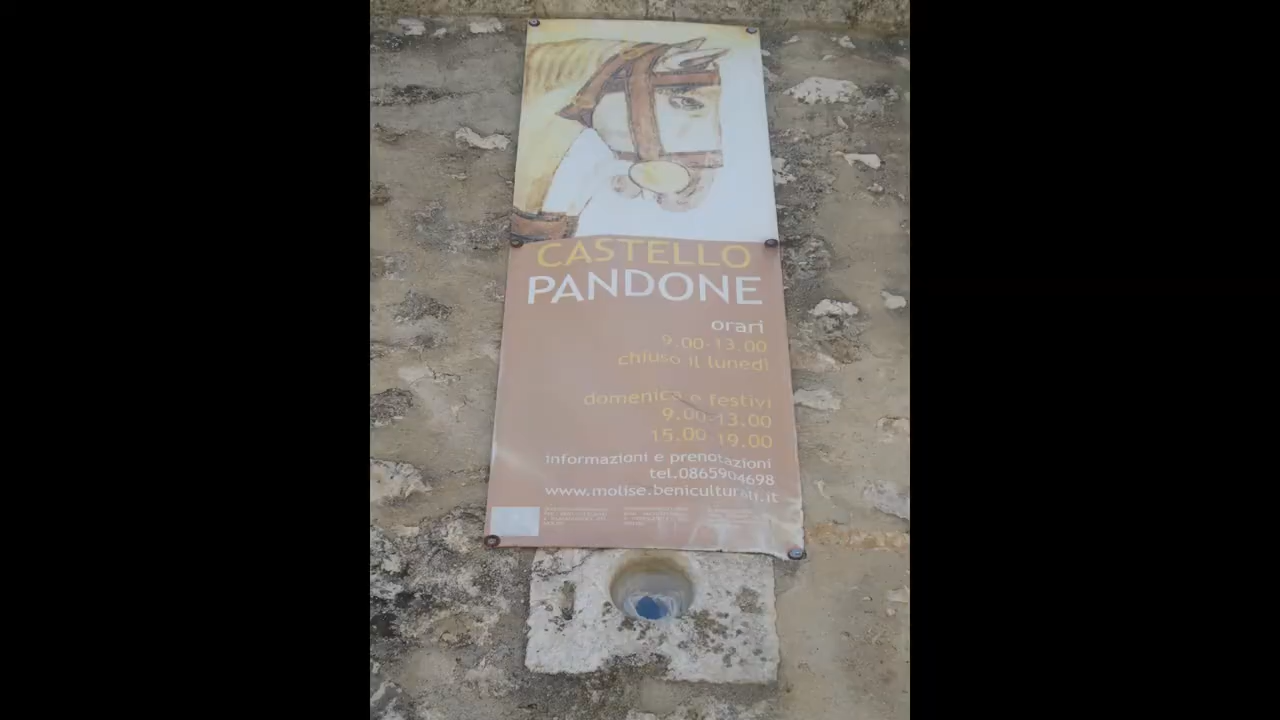 CASTELLO
PANDONE
orari
9.00-13.00
chiuso il lunedì
domenica e festivi
9.00-13.00
15.00-19.00
informazioni e prenotazioni
tel.0865904698
www.molise.beniculturali.it